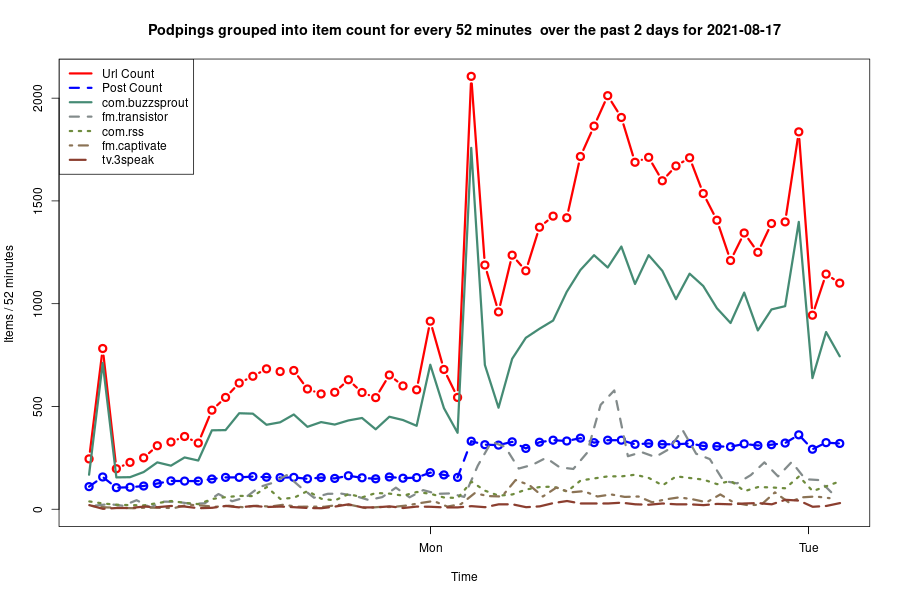 Podpings grouped into item count for every 52 minutes  over the past 2 days for 2021-08-17
Url Count
Post Count
com.buzzsprout
fm.transistor
com.rss
fm.captivate
tv.3speak
2000
1500
1000
500
0
Items / 52 minutes
Mon
Tue
Time